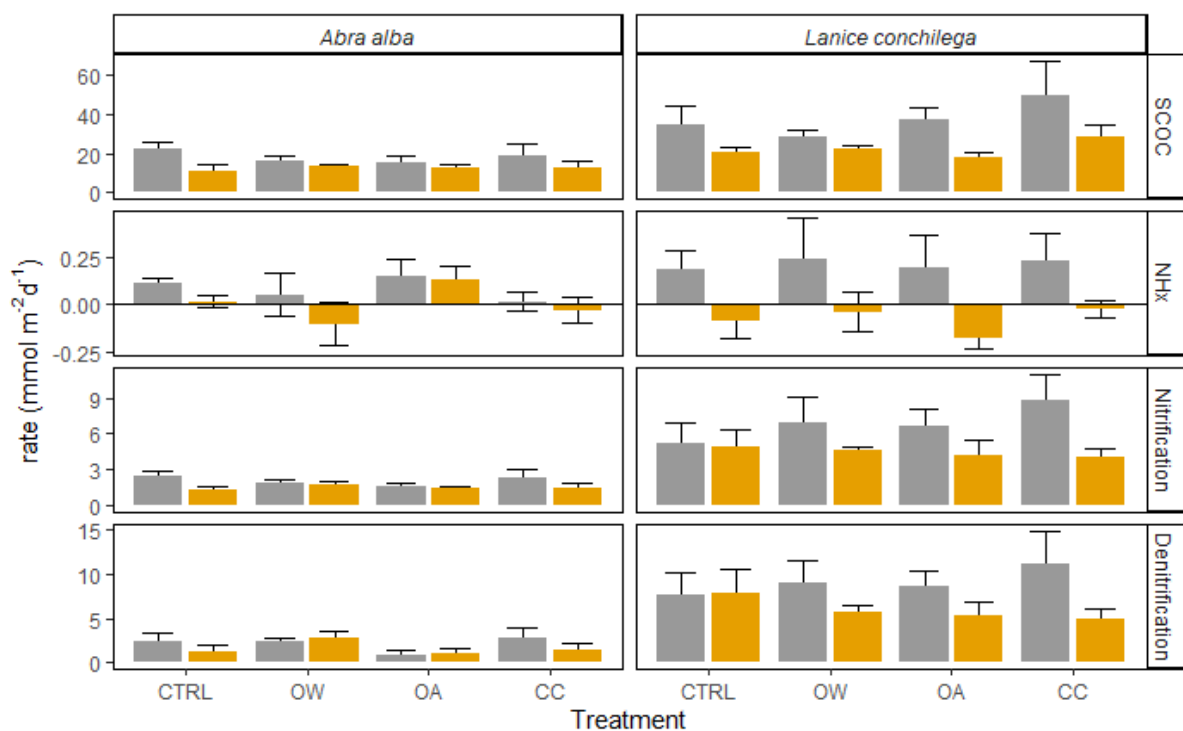 Abra alba
Lanice conchilega
60
40
20
0
SCOC
0.25
0.00
-0.25
NHx
9
6
3
0
Nitrification
15
10
5
0
Denitrification
rate (mmol m⁻²d⁻¹)
CTRL OW OA CC CTRL OW OA CC
Treatment